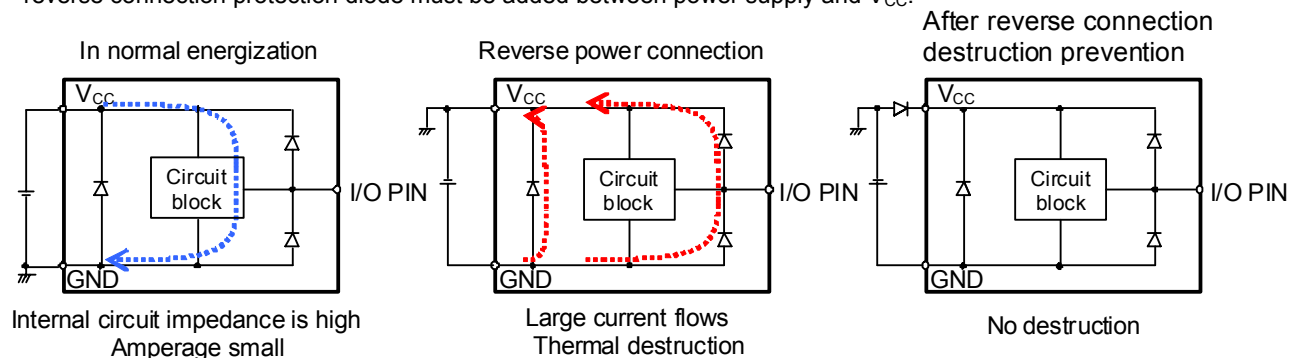 reverse connection protection diode must be added between power supply and VCC.
In normal energization
VCC
Circuit
block
I/O PIN
GND
Internal circuit impedance is high
Amperage small
Reverse power connection
VCC
Circuit
block
I/O PIN
GND
Large current flows
Thermal destruction
After reverse connection
destruction prevention
VCC
Circuit
block
I/O PIN
GND
No destruction